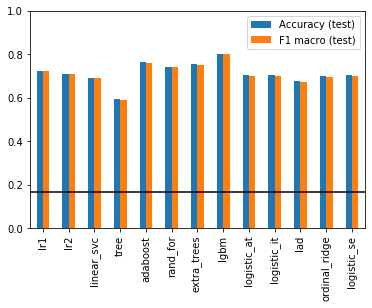 Accuracy (test)
F1 macro (test)
1.0
0.8
0.6
0.4
0.2
0.0
lr1
lr2
linear_svc
tree
adaboost
rand_for
extra_trees
lgbm
logistic_at
logistic_it
lad
ordinal_ridge
logistic_se